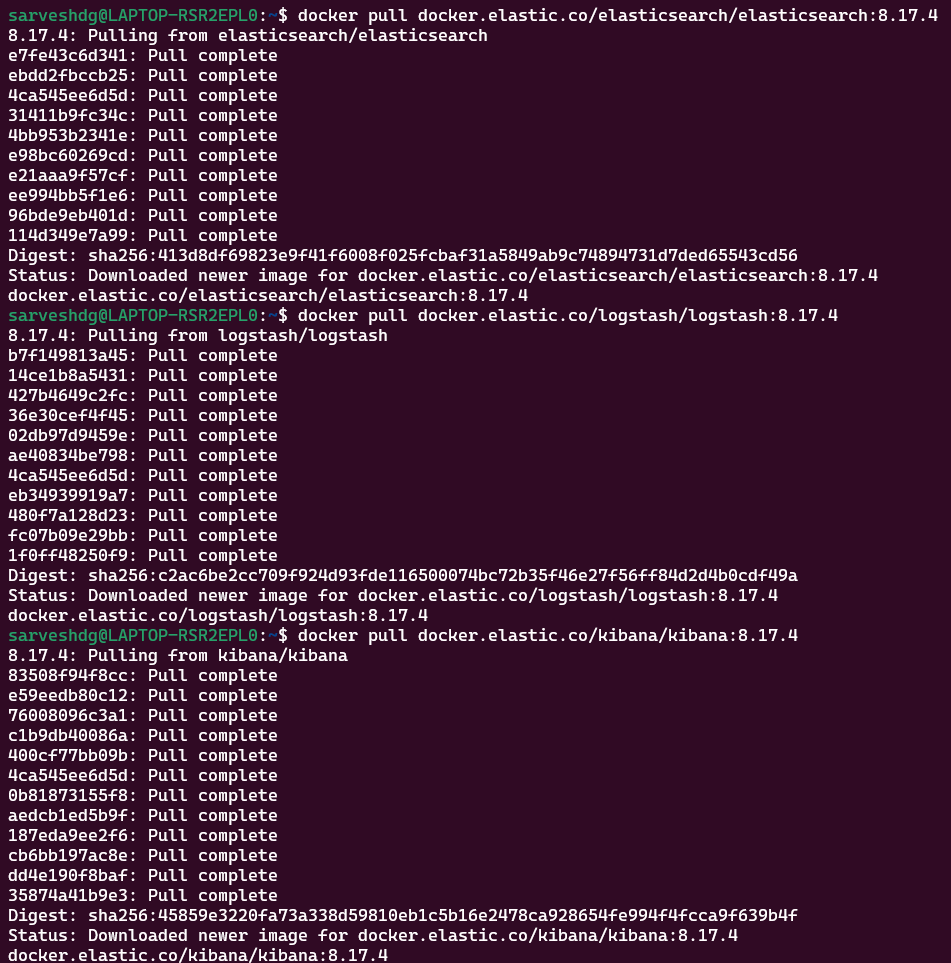 sarveshdg@LAPTOP-RSR2EPL0:~$ docker pull docker.elastic.co/elasticsearch/elasticsearch:8.17.4
8.17.4: Pulling from elasticsearch/elasticsearch
e7fe43c6d341: Pull complete
ebdd2fbccb25: Pull complete
4ca545ee6d5d: Pull complete
31411b9fc34c: Pull complete
4bb953b2341e: Pull complete
e98bc60269cd: Pull complete
e21aaa9f57cf: Pull complete
ee994bb5f1e6: Pull complete
96bde9eb401d: Pull complete
114d349e7a99: Pull complete
Digest: sha256:413d8df69823e9f41f6008f025fcbaf31a5849ab9c74894731d7ded65543cd56
Status: Downloaded newer image for docker.elastic.co/elasticsearch/elasticsearch:8.17.4
docker.elastic.co/elasticsearch/elasticsearch:8.17.4
sarveshdg@LAPTOP-RSR2EPL0:~$ docker pull docker.elastic.co/logstash/logstash:8.17.4
8.17.4: Pulling from logstash/logstash
b7f149813a45: Pull complete
14ce1b8a5431: Pull complete
427b4649c2fc: Pull complete
36e30cef4f45: Pull complete
02db97d9459e: Pull complete
ae40834be798: Pull complete
4ca545ee6d5d: Pull complete
eb34939919a7: Pull complete
480f7a128d23: Pull complete
fc07b09e29bb: Pull complete
1f0ff48250f9: Pull complete
Digest: sha256:c2ac6be2cc709f924d93fde116500074bc72b35f46e27f56ff84d2d4b0cdf49a
Status: Downloaded newer image for docker.elastic.co/logstash/logstash:8.17.4
docker.elastic.co/logstash/logstash:8.17.4
sarveshdg@LAPTOP-RSR2EPL0:~$ docker pull docker.elastic.co/kibana/kibana:8.17.4
8.17.4: Pulling from kibana/kibana
83508f94f8cc: Pull complete
e59eedb80c12: Pull complete
76008096c3a1: Pull complete
c1b9db40086a: Pull complete
400cf77bb09b: Pull complete
4ca545ee6d5d: Pull complete
0b81873155f8: Pull complete
aedcb1ed5b9f: Pull complete
187eda9ee2f6: Pull complete
cb6bb197ac8e: Pull complete
dd4e190f8baf: Pull complete
35874a41b9e3: Pull complete
Digest: sha256:45859e3220fa73a338d59810eb1c5b16e2478ca928654fe994f4fcca9f639b4f
Status: Downloaded newer image for docker.elastic.co/kibana/kibana:8.17.4
docker.elastic.co/kibana/kibana:8.17.4